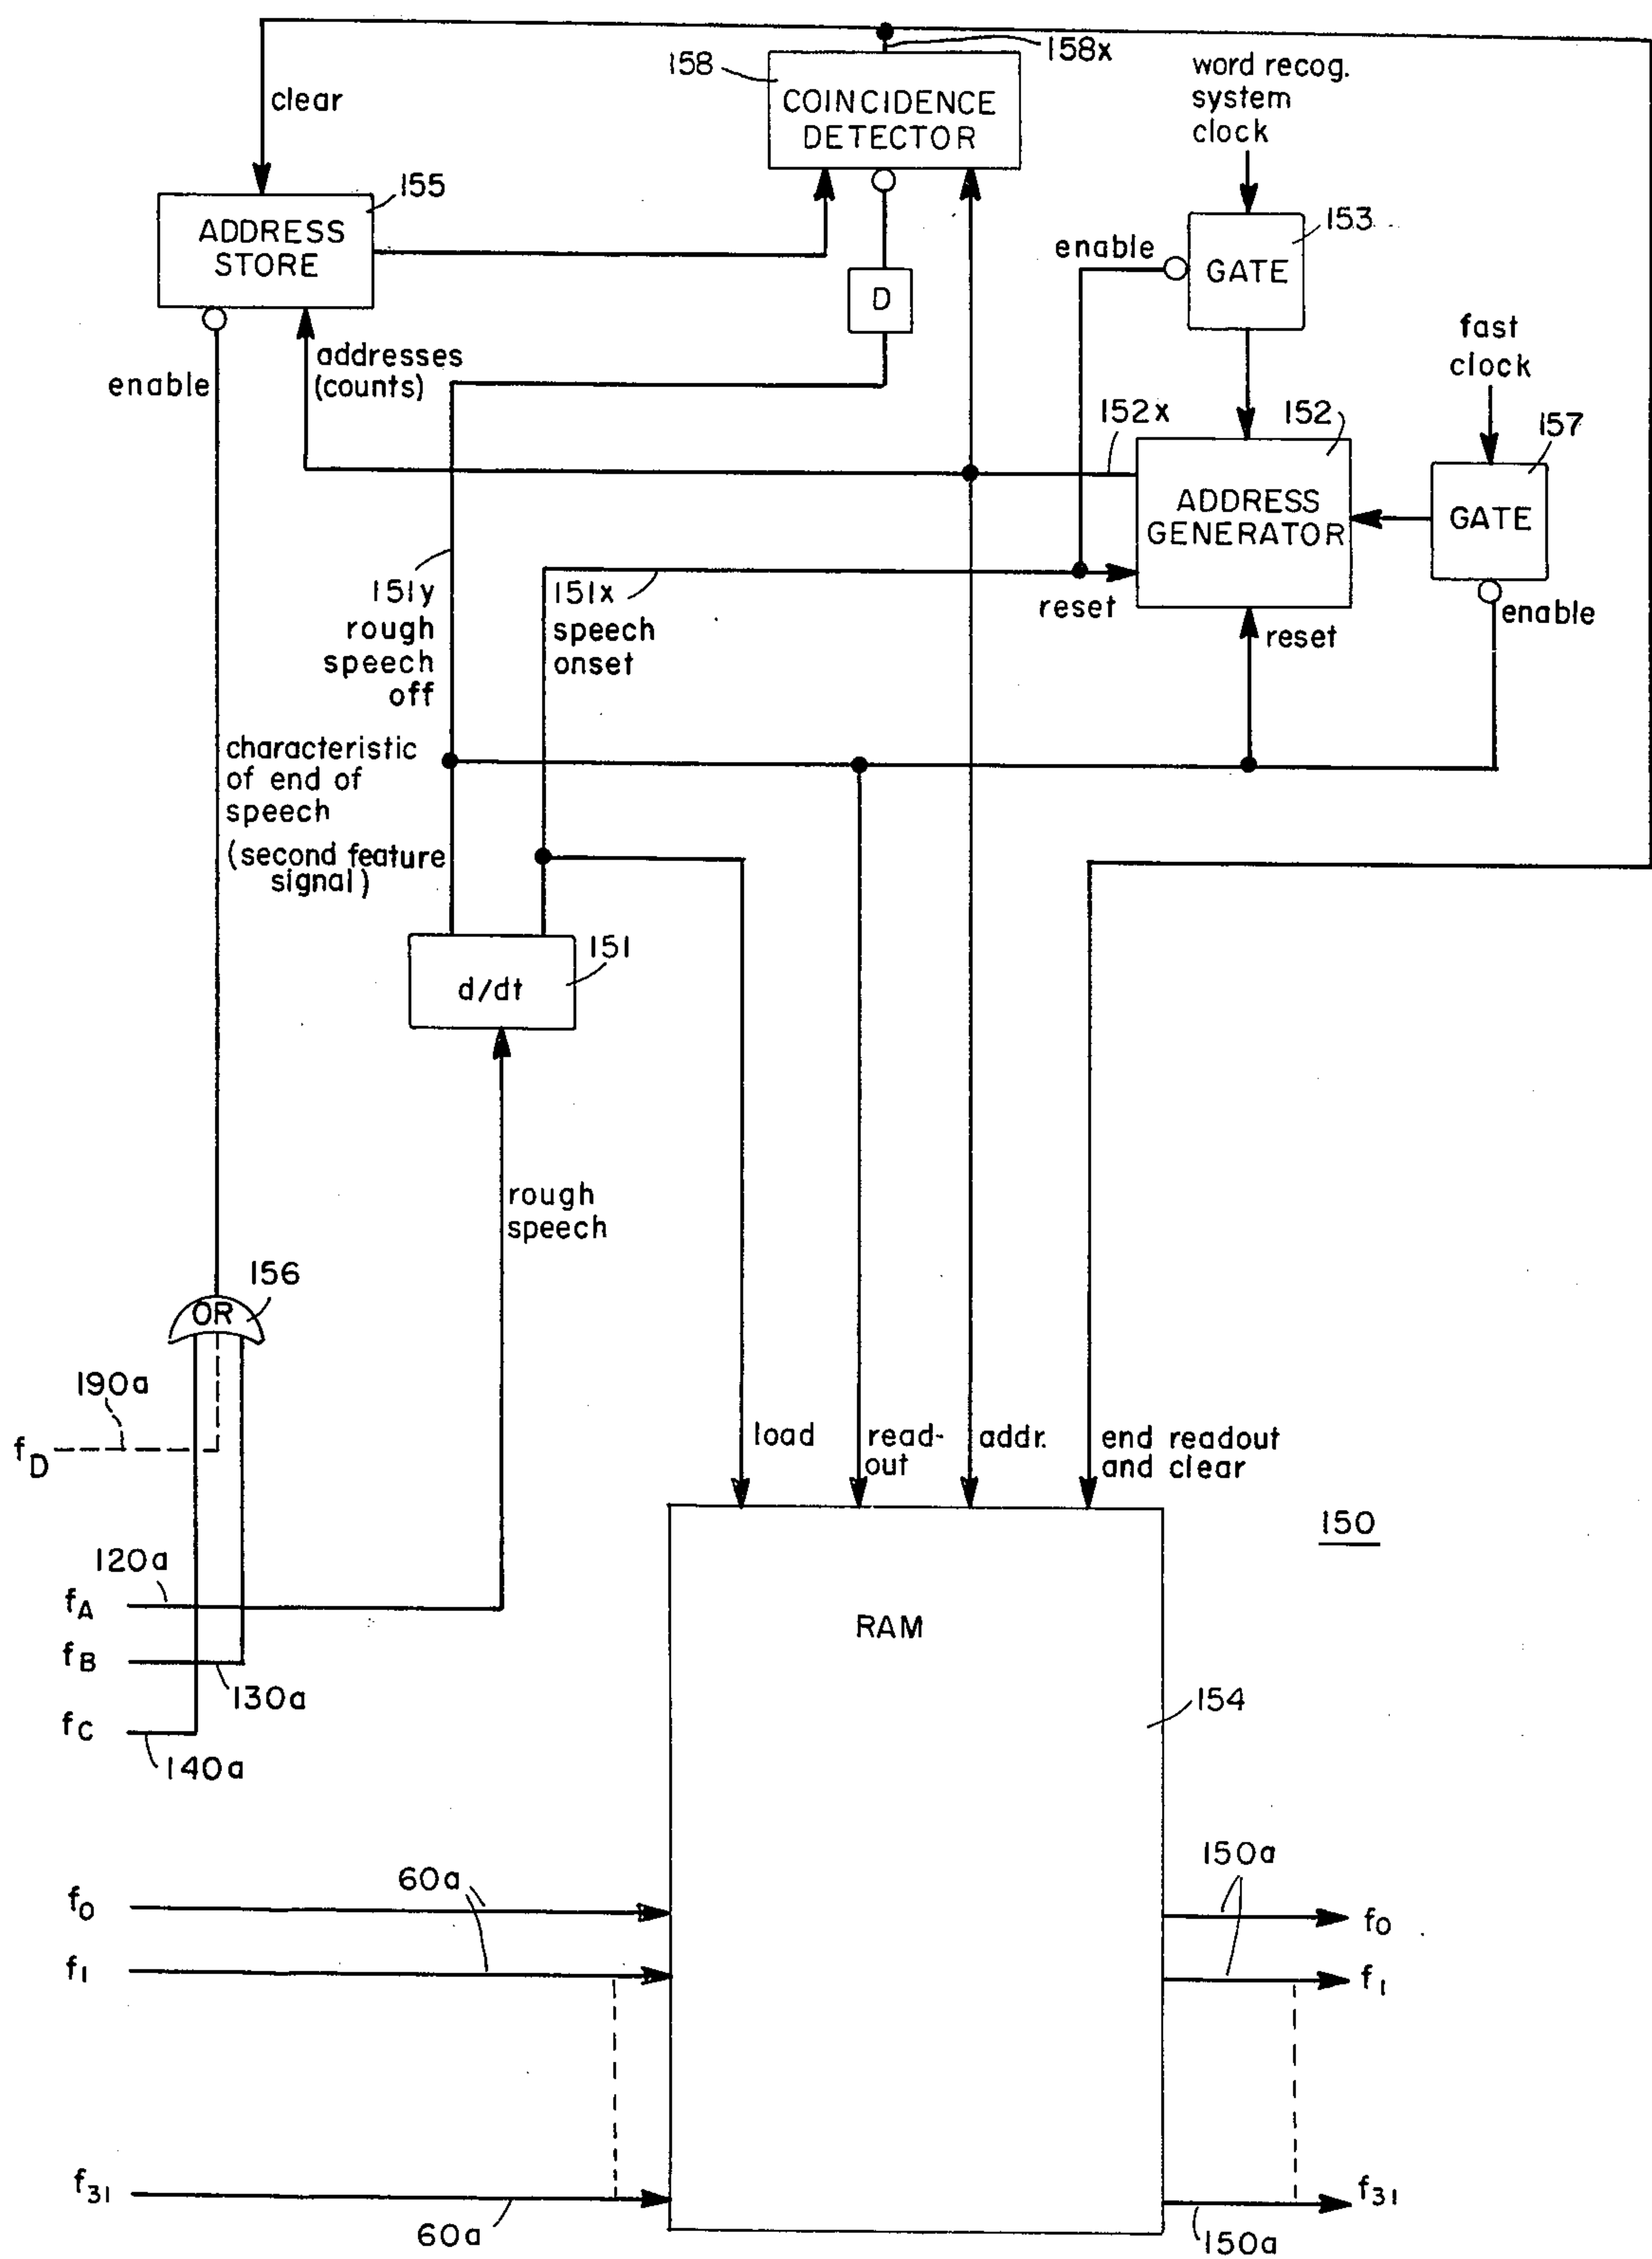 158x
158
COINCIDENCE
DETECTOR
word recog.
system
clock
clear
155
ADDRESS
STORE
153
enable
GATE
D
fast
clock
addresses
(counts)
enable
152x
152
157
ADDRESS
GENERATOR
GATE
151y
rough
speech
off
151x
speech
onset
reset
enable
reset
characteristic
of end of
speech
(second feature
signal)
151
d/dt
rough
speech
156
OR
190a
fD
load
read-
out
addr.
end readout
and clear
150
120a
fA
RAM
fB
130a
fC
140a
154
60a
150a
f0
f0
f1
f1
f31
f31
60a
150a